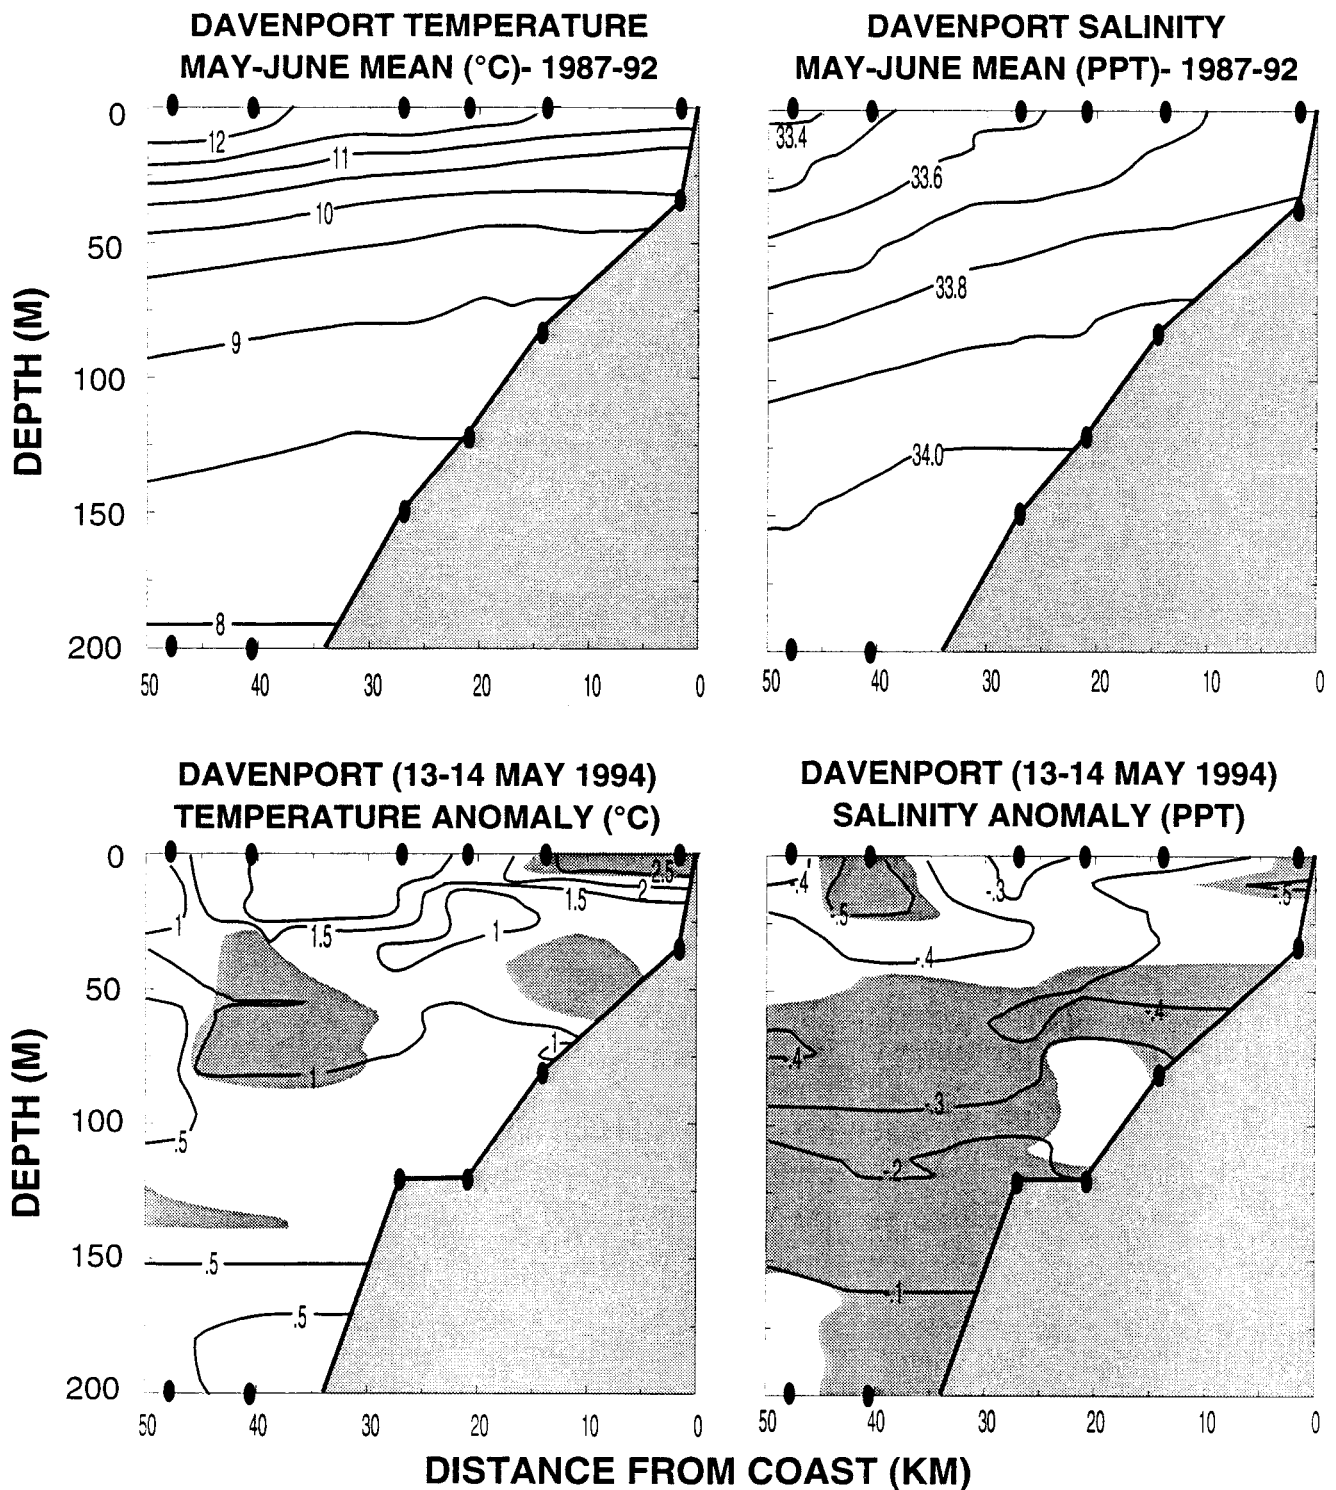 DAVENPORT TEMPERATURE
MAY-JUNE MEAN (°C)- 1987-92
DAVENPORT SALINITY
MAY-JUNE MEAN (PPT)- 1987-92
0
50
100
150
200
DEPTH (M)
12
11
10
9
8
50 40 30 20 10 0
33.4
33.6
33.8
34.0
50 40 30 20 10 0
DAVENPORT (13-14 MAY 1994)
TEMPERATURE ANOMALY (°C)
DAVENPORT (13-14 MAY 1994)
SALINITY ANOMALY (PPT)
0
50
100
150
200
DEPTH (M)
2.5
2
1.5
1
1
1.5
1
1
.5
.5
.5
50 40 30 20 10 0
-.4
-.3
-.5
-.5
-.4
-.4
-.4
-.3
-.2
-.1
50 40 30 20 10 0
DISTANCE FROM COAST (KM)